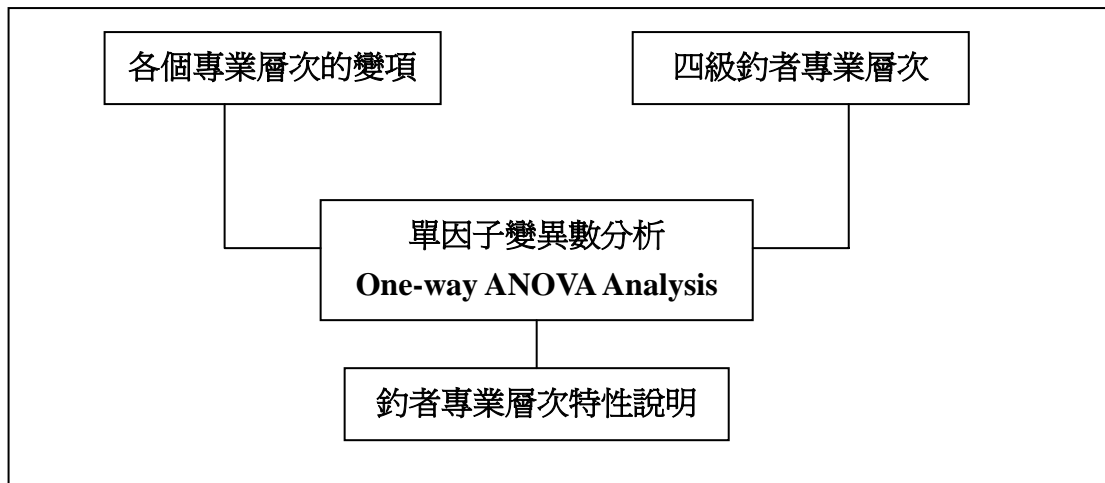 各個專業層次的變項
四級釣者專業層次
單因子變異數分析
One-way ANOVA Analysis
釣者專業層次特性說明